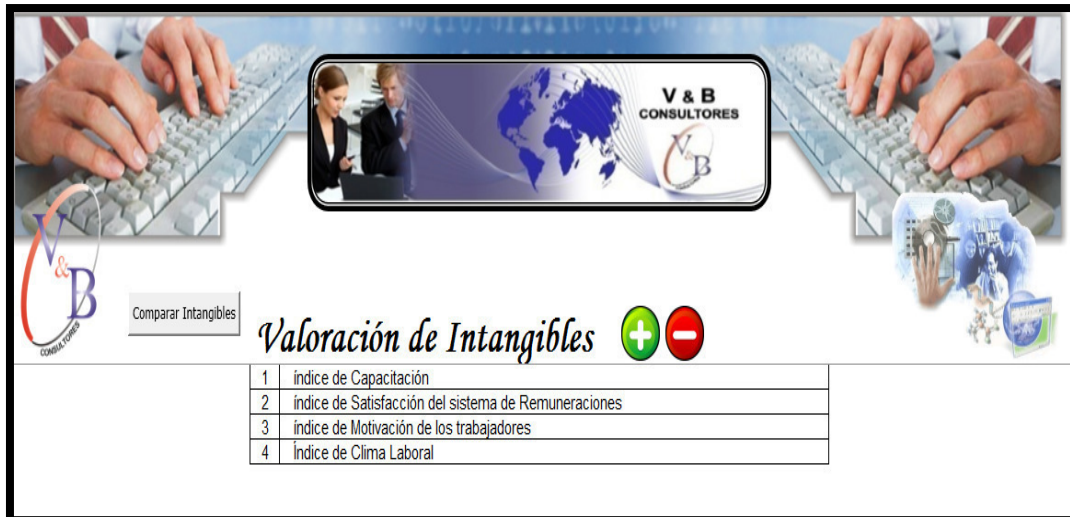 V & B
CONSULTORES
V&B
V&B
CONSULTORES
Comparar Intangibles
Valoración de Intangibles
1 índice de Capacitación
2 índice de Satisfacción del sistema de Remuneraciones
3 índice de Motivación de los trabajadores
4 Índice de Clima Laboral